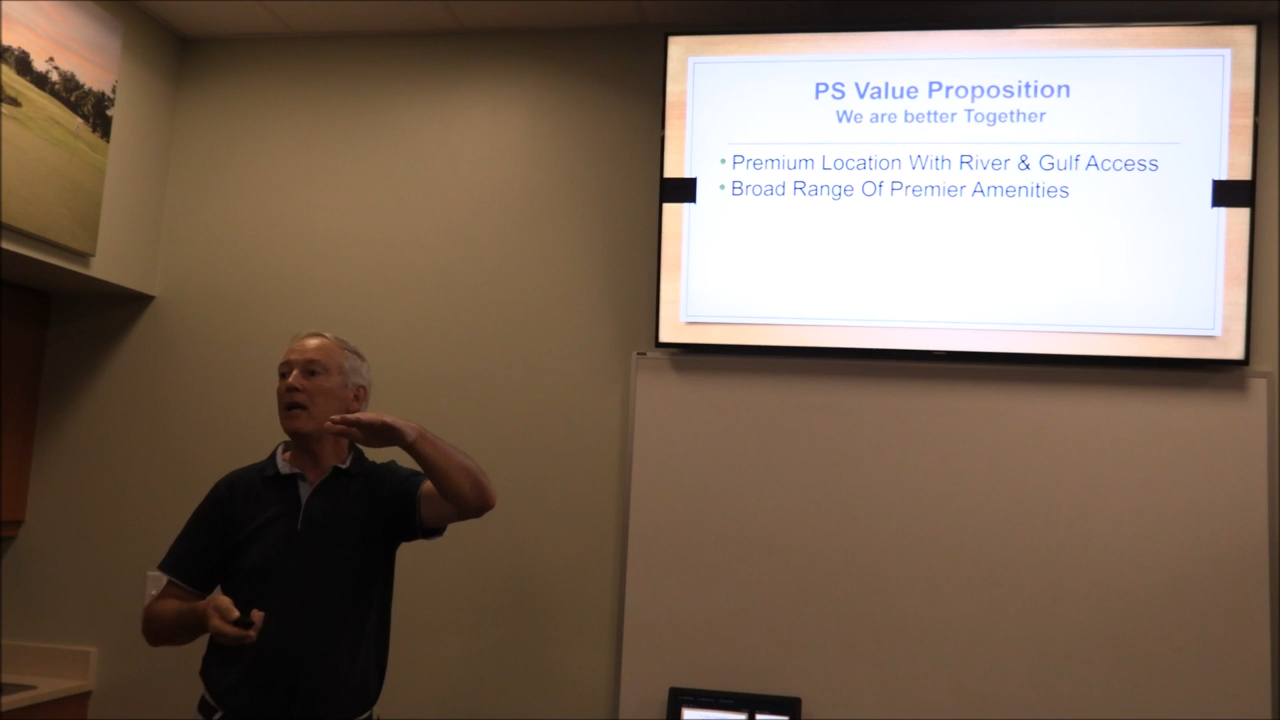 PS Value Proposition
We are better Together
• Premium Location With River & Gulf Access
• Broad Range Of Premier Amenities